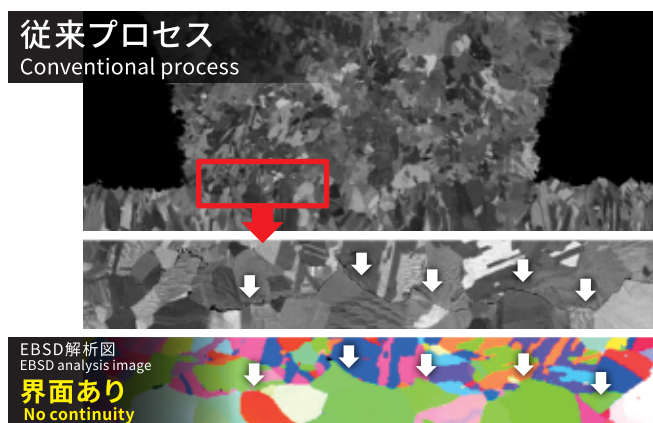 従来プロセス
Conventional process
EBSD解析図
EBSD analysis image
界面あり
No continuity